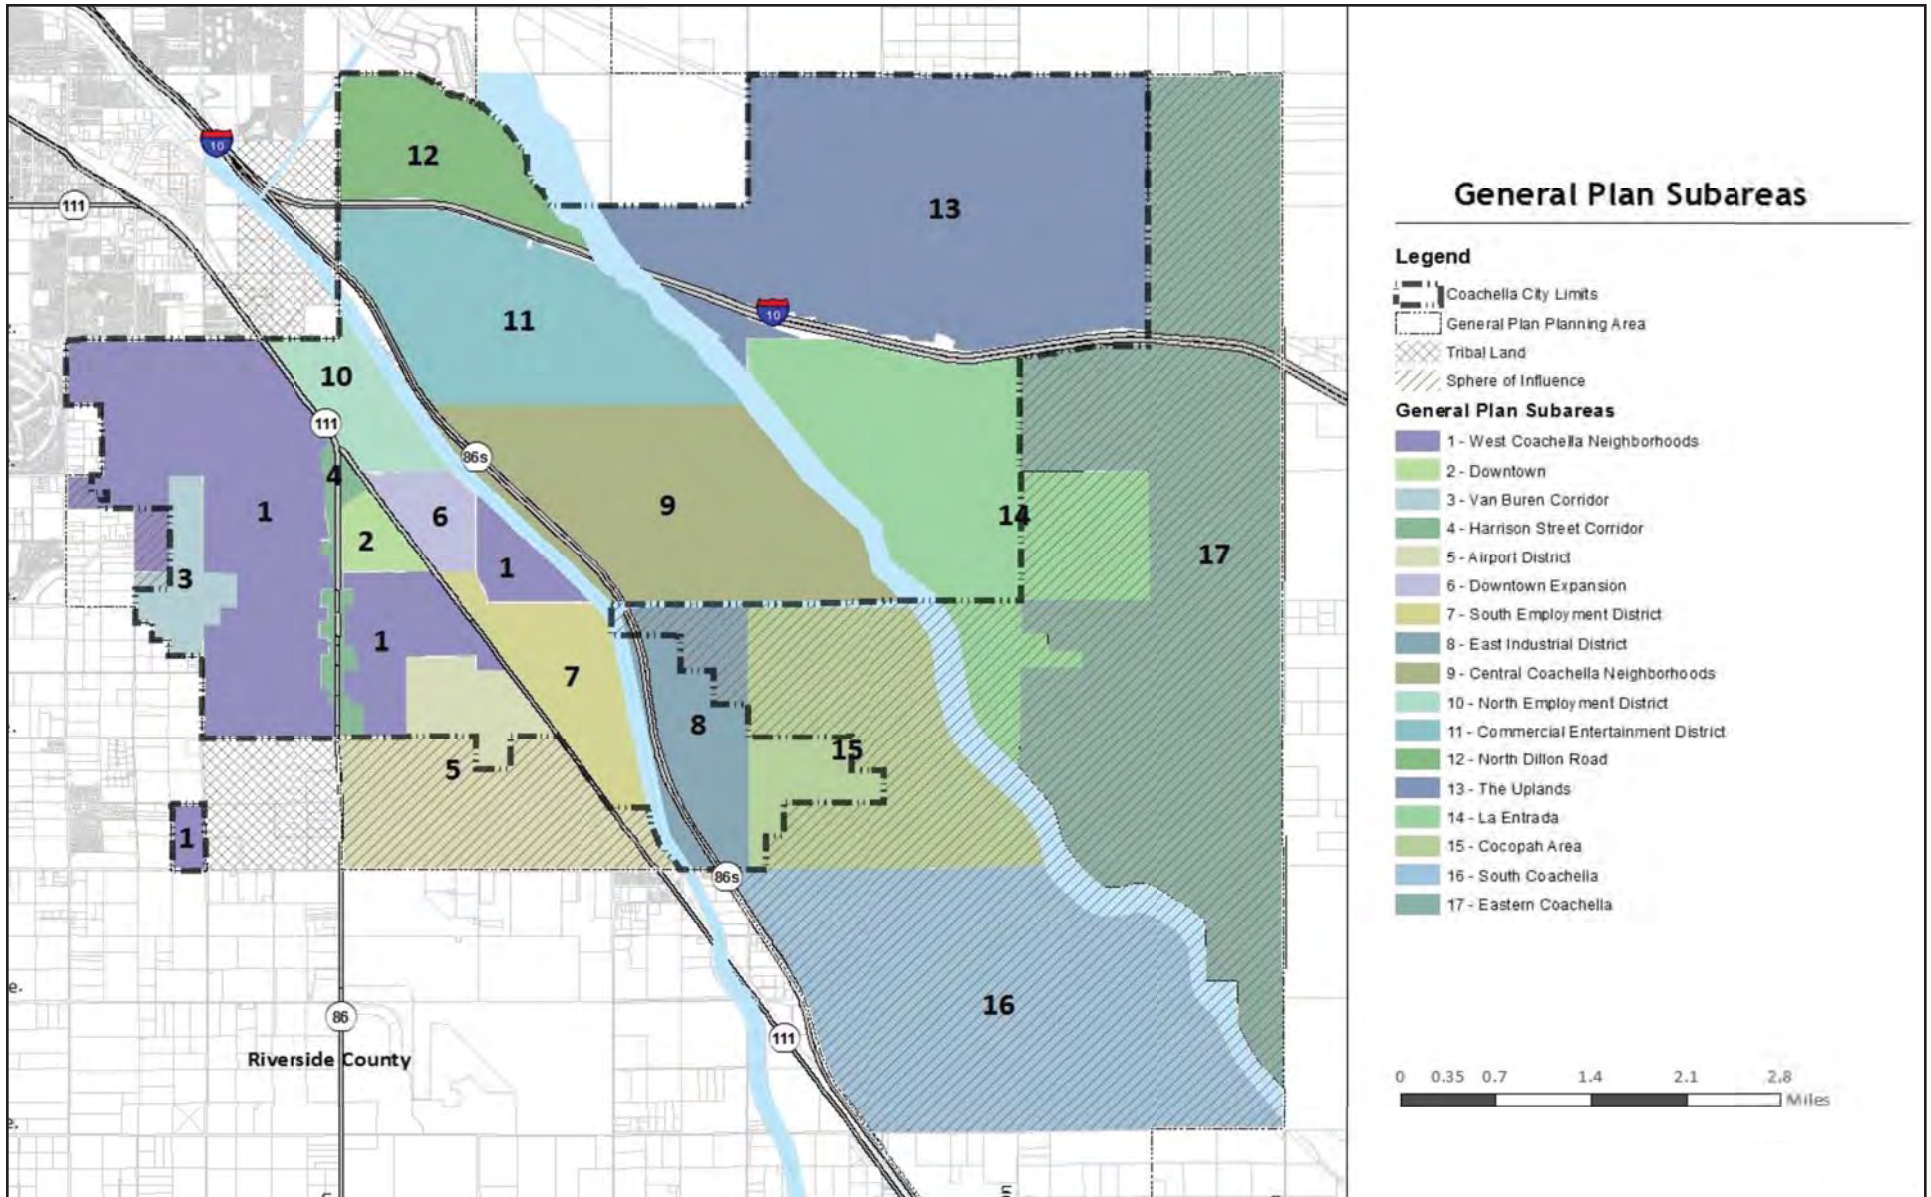 General Plan Subareas
Legend
Coachella City Limits
General Plan Planning Area
Tribal Land
Sphere of Influence
General Plan Subareas
1 - West Coachella Neighborhoods
2 - Downtown
3 - Van Buren Corridor
4 - Harrison Street Corridor
5 - Airport District
6 - Downtown Expansion
7 - South Employment District
8 - East Industrial District
9 - Central Coachella Neighborhoods
10 - North Employment District
11 - Commercial Entertainment District
12 - North Dillon Road
13 - The Uplands
14 - La Entrada
15 - Cocopah Area
16 - South Coachella
17 - Eastern Coachella
0 0.35 0.7 1.4 2.1 2.8
Miles
10
12
111
13
10
11
10
111
86s
4
1
6
9
14
2
17
3
1
1
7
8
15
5
1
86s
16
86
111
Riverside County
e.